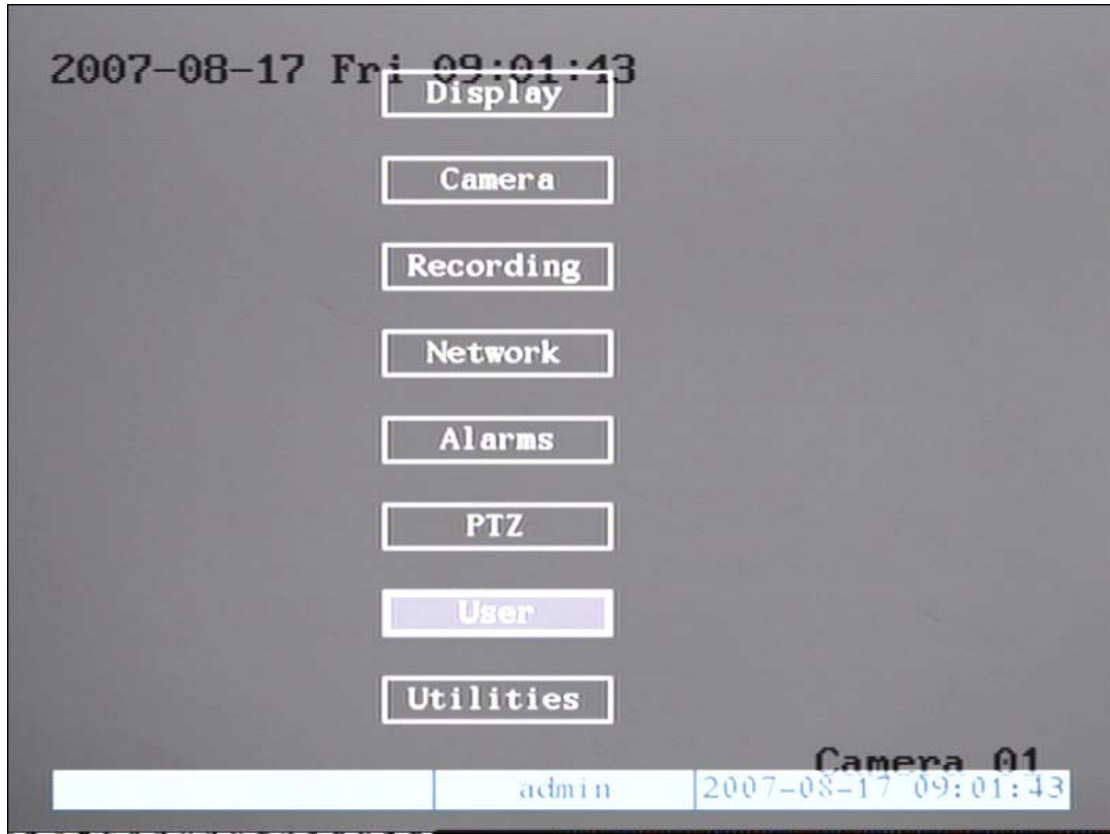 2007-08-17 Fri 09:01:43
Display
Camera
Recording
Network
Alarms
PTZ
User
Utilities
Camera 01
admin 2007-08-17 09:01:43